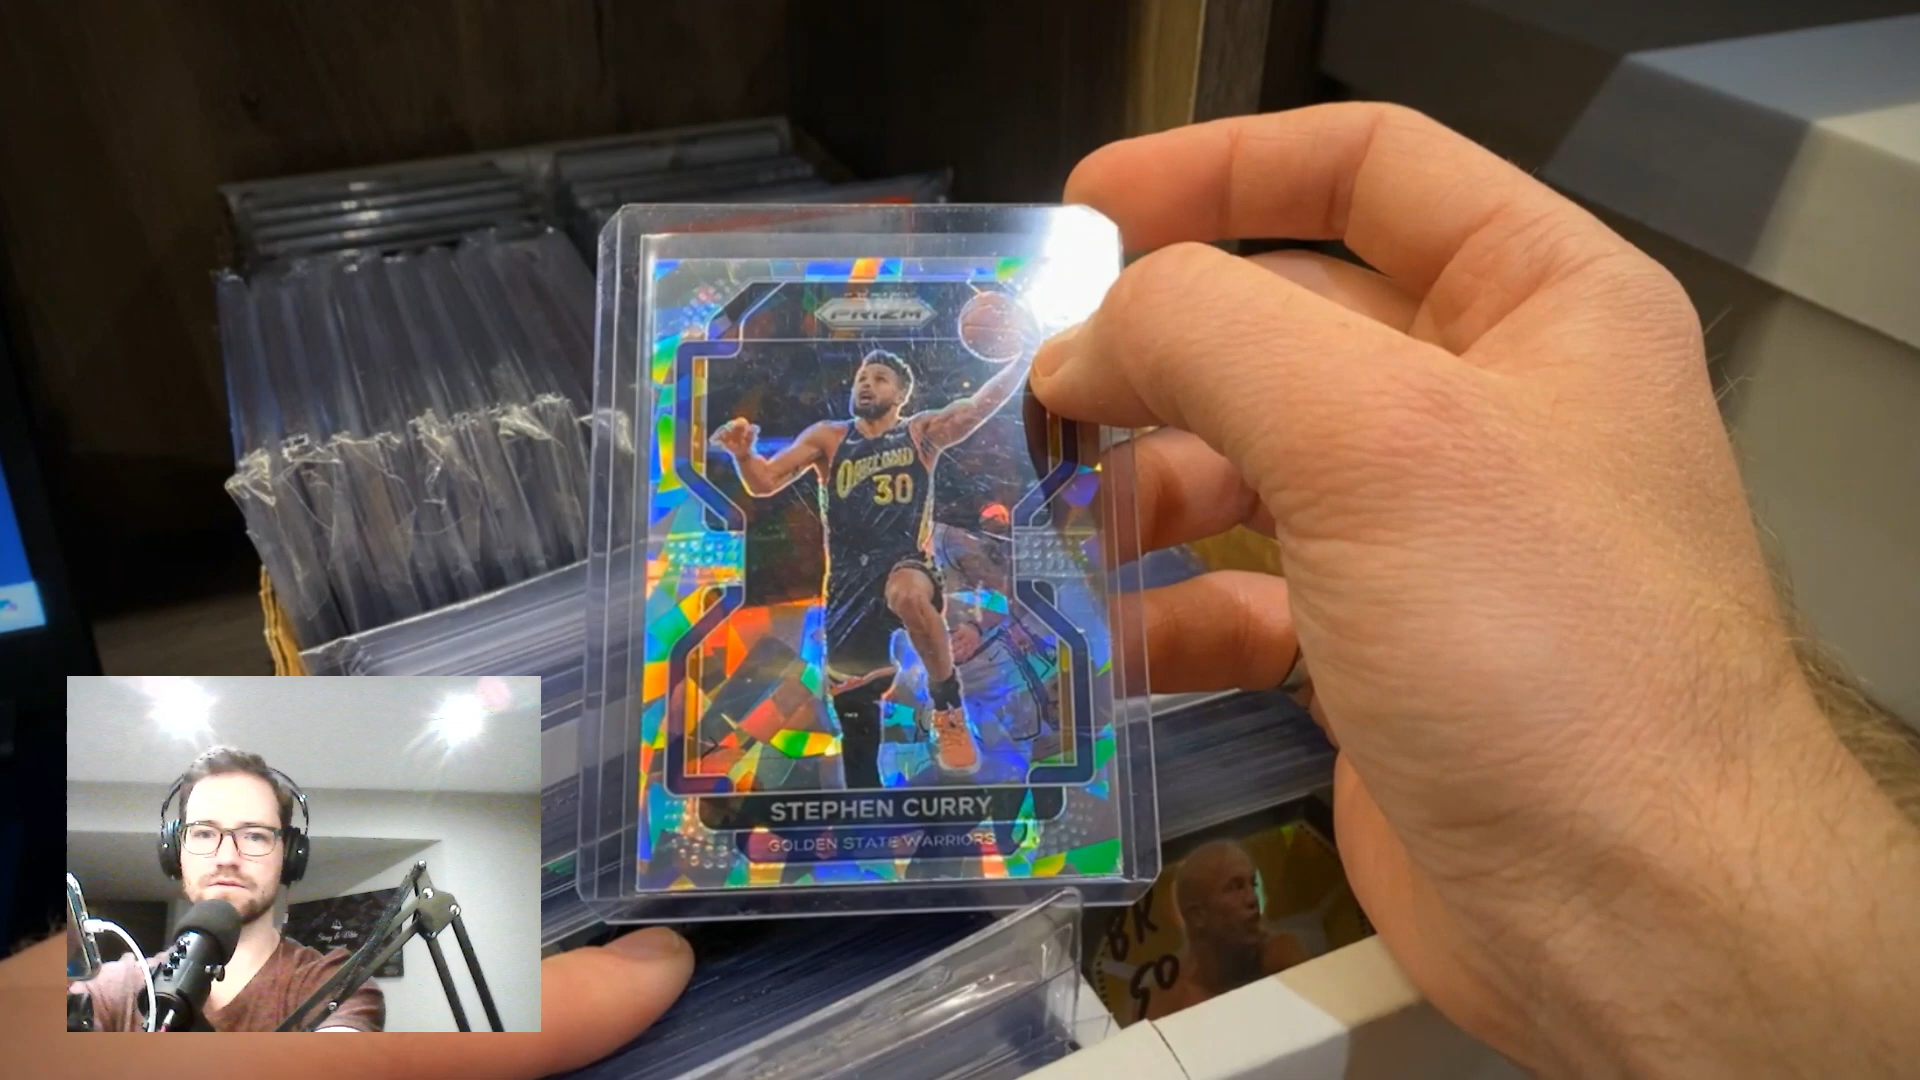 PRIZM
OAKLAND
30
STEPHEN CURRY
GOLDEN STATE WARRIORS
BK
50